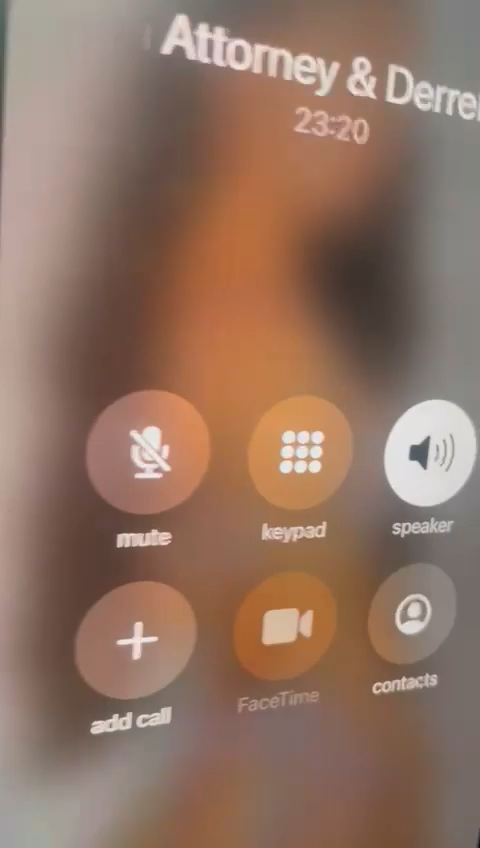 Attorney & Derre
23:20
mute
keypad
speaker
add call
FaceTime
contacts